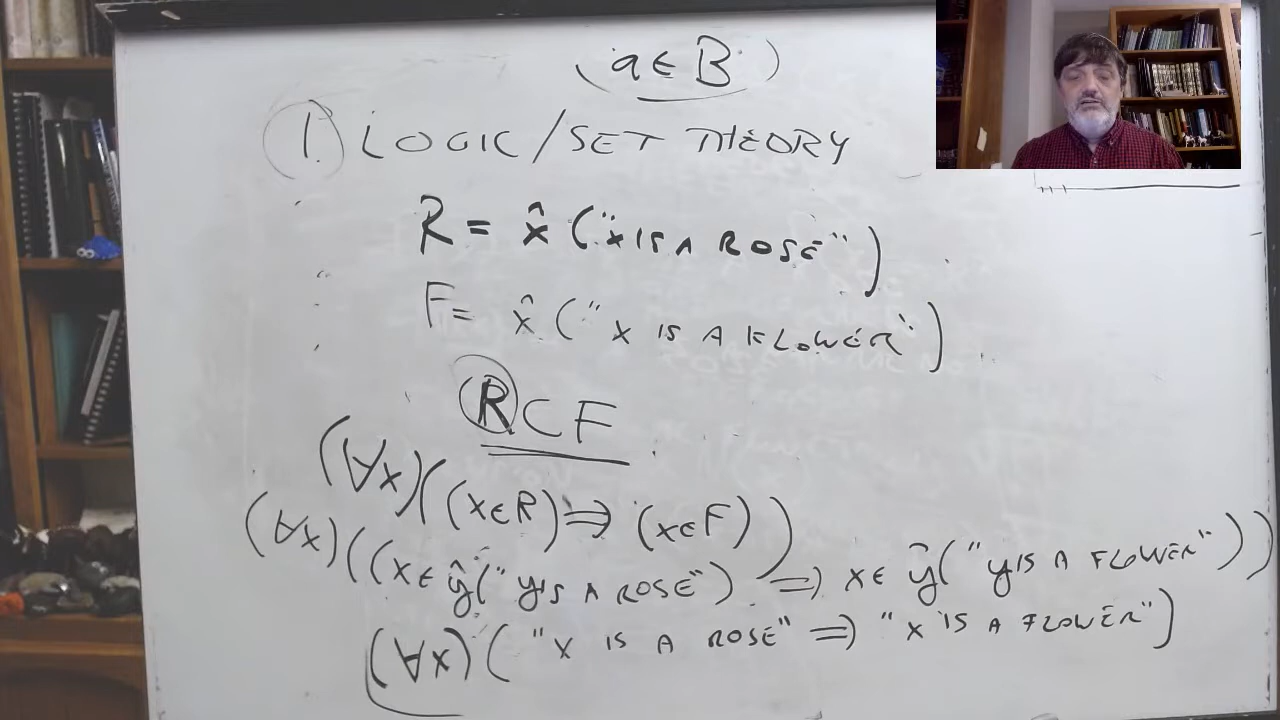 (a∈B)
1. LOGIC/SET THEORY
R = x̂ ("x IS A ROSE")
F = x̂ ("x IS A FLOWER")
R ⊂ F
(∀x)((x∈R) ⟹ (x∈F))
(∀x)((x∈ŷ("y IS A ROSE") ⟹ x∈ŷ("y IS A FLOWER"))
(∀x)("x IS A ROSE" ⟹ "x IS A FLOWER")